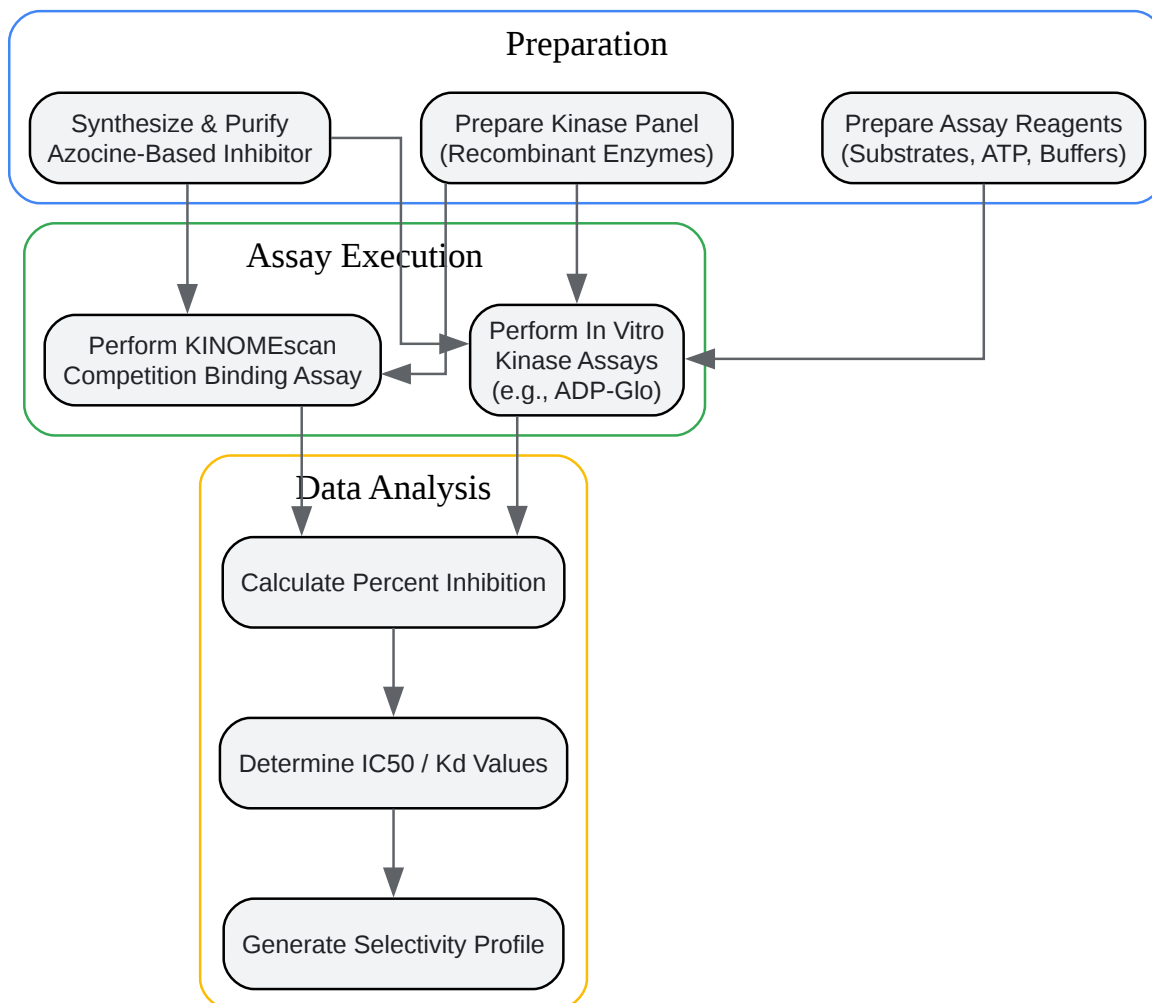 Preparation
Synthesize & Purify
Azocine-Based Inhibitor
Prepare Kinase Panel
(Recombinant Enzymes)
Prepare Assay Reagents
(Substrates, ATP, Buffers)
Assay Execution
Perform KINOMEscan
Competition Binding Assay
Perform In Vitro
Kinase Assays
(e.g., ADP-Glo)
Data Analysis
Calculate Percent Inhibition
Determine IC50 / Kd Values
Generate Selectivity Profile